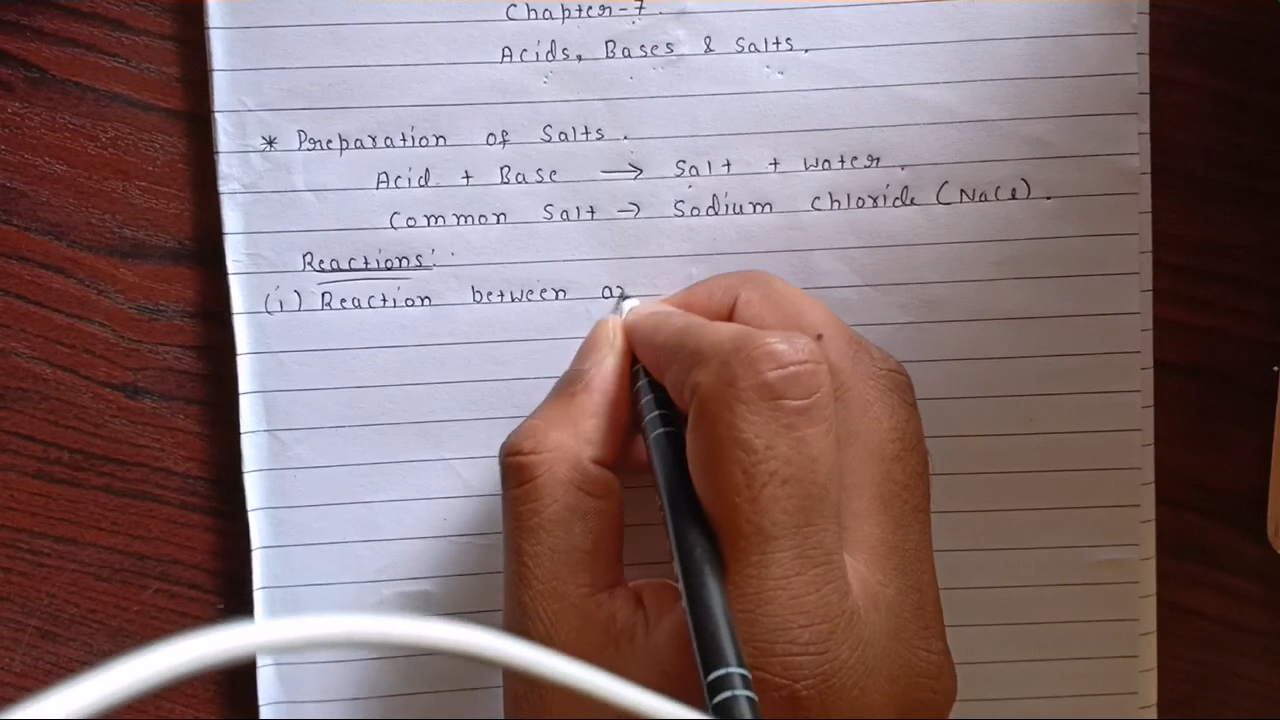 Chapter-7.
Acids, Bases & Salts.
* Preparation of Salts.
Acid + Base → Salt + Water.
Common Salt → Sodium Chloride (NaCl).
Reactions:
(i) Reaction between